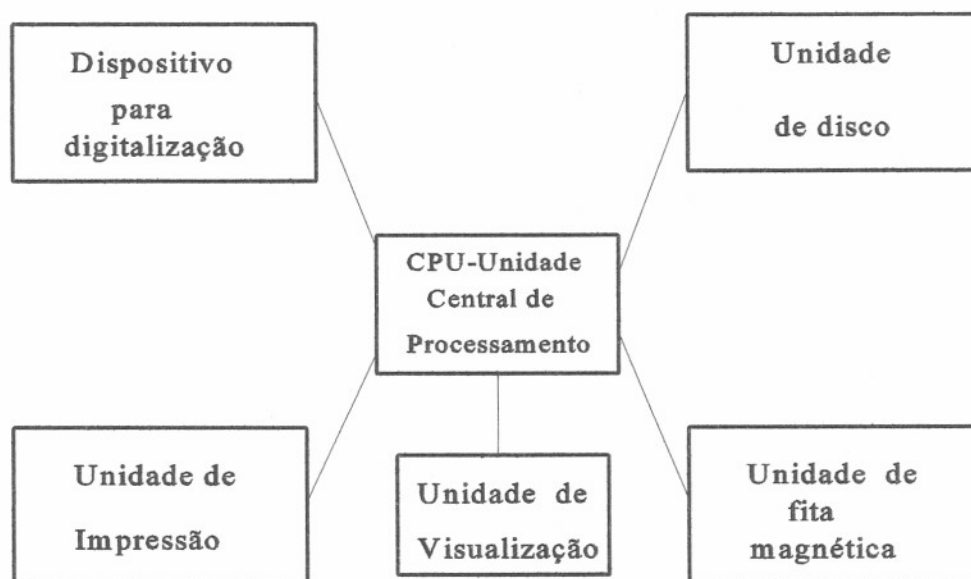 Dispositivo
para
digitalização
Unidade
de disco
CPU-Unidade
Central de
Processamento
Unidade de
Impressão
Unidade de
Visualização
Unidade de
fita
magnética